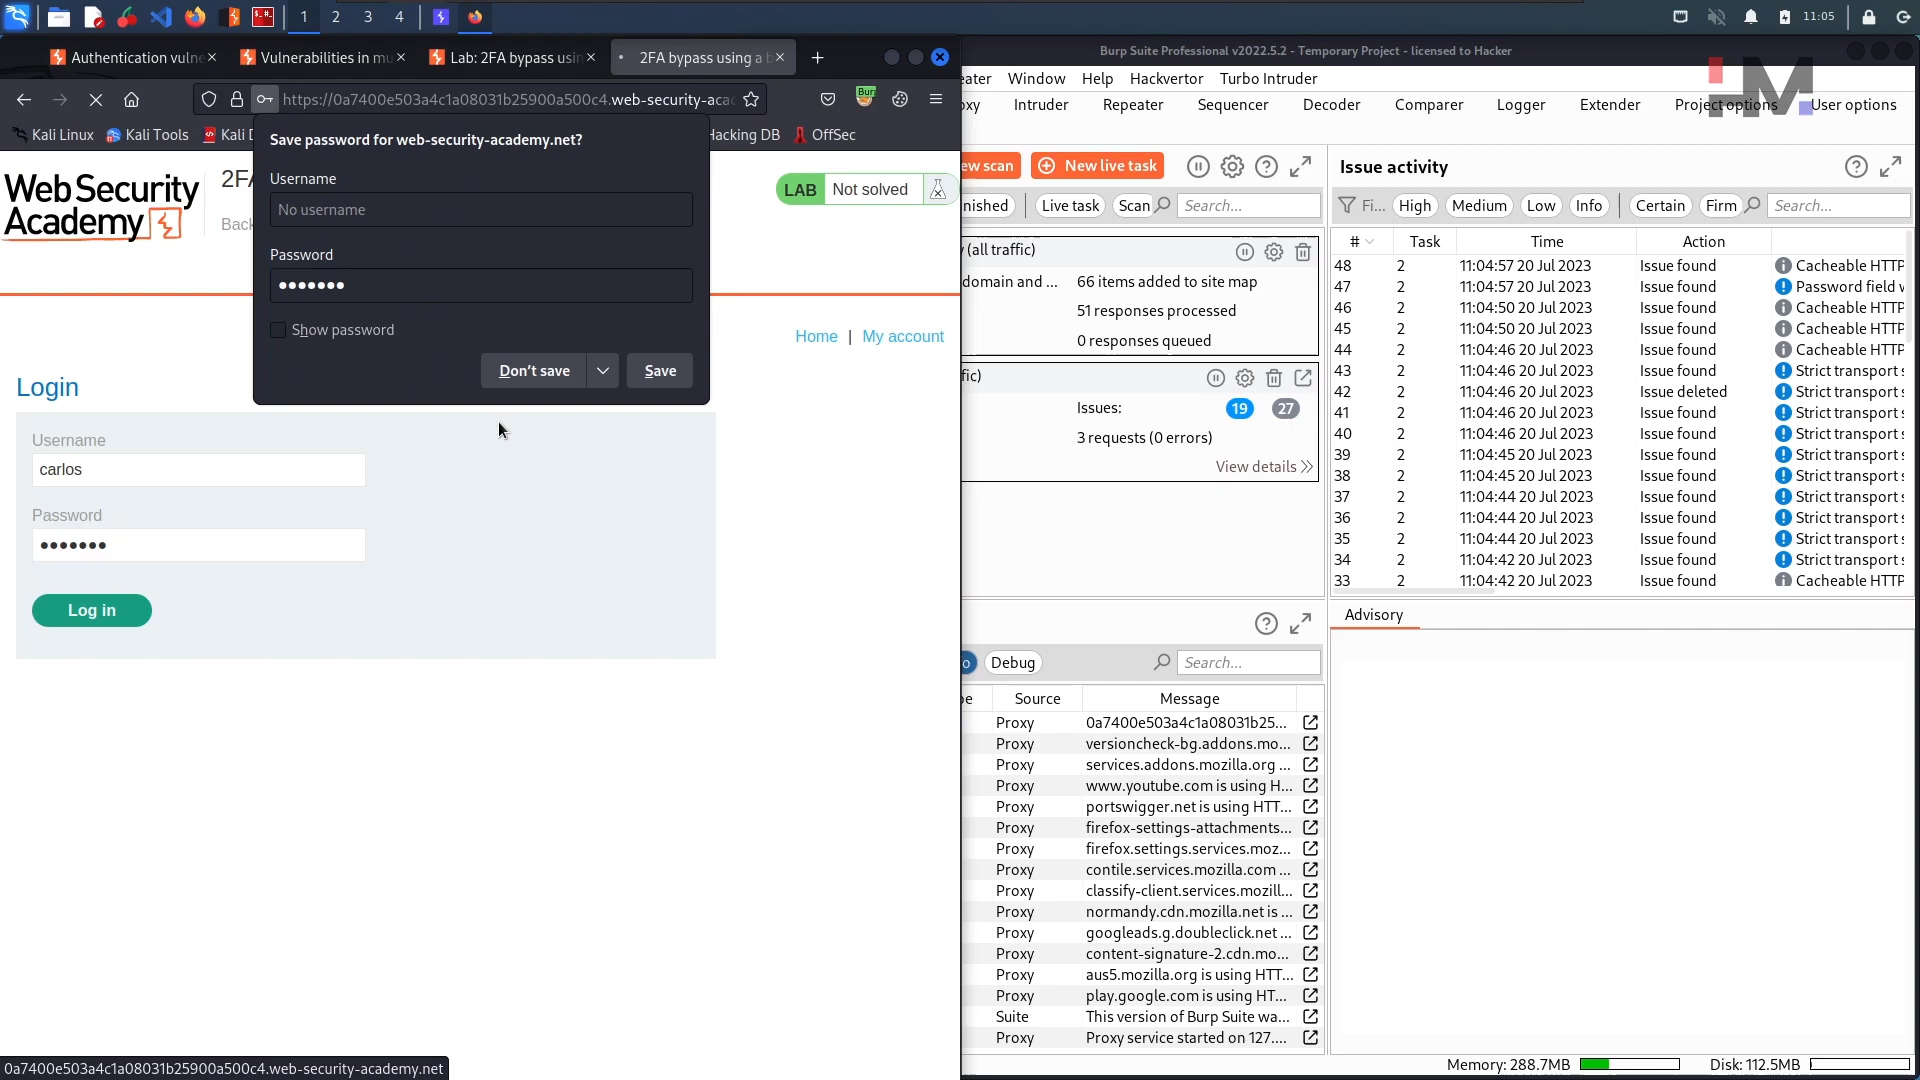 1 2 3 4
11:05
Authentication vulne
Vulnerabilities in mu
Lab: 2FA bypass usin
2FA bypass using a b
https://0a7400e503a4c1a08031b25900a500c4.web-security-acad
Kali Linux
Kali Tools
Kali D
Hacking DB
OffSec
Save password for web-security-academy.net?
Username
No username
Password
●●●●●●●
Show password
Don't save
Save
Web Security
Academy
2FA
Back
LAB
Not solved
Home | My account
Login
Username
carlos
Password
●●●●●●●
Log in
0a7400e503a4c1a08031b25900a500c4.web-security-academy.net
Burp Suite Professional v2022.5.2 - Temporary Project - licensed to Hacker
eater Window Help Hackvertor Turbo Intruder
oxy Intruder Repeater Sequencer Decoder Comparer Logger Extender Project options User options
ew scan
New live task
nished
Live task
Scan
Search...
(all traffic)
domain and ...
66 items added to site map
51 responses processed
0 responses queued
fic)
Issues:
19
27
3 requests (0 errors)
View details
Debug
Search...
pe Source Message
Proxy 0a7400e503a4c1a08031b25...
Proxy versioncheck-bg.addons.mo...
Proxy services.addons.mozilla.org ...
Proxy www.youtube.com is using H...
Proxy portswigger.net is using HTT...
Proxy firefox-settings-attachments...
Proxy firefox.settings.services.moz...
Proxy contile.services.mozilla.com ...
Proxy classify-client.services.mozill...
Proxy normandy.cdn.mozilla.net is ...
Proxy googleads.g.doubleclick.net ...
Proxy content-signature-2.cdn.mo...
Proxy aus5.mozilla.org is using HTT...
Proxy play.google.com is using HT...
Suite This version of Burp Suite wa...
Proxy Proxy service started on 127....
Issue activity
Fi... High Medium Low Info Certain Firm Search...
# Task Time Action
48 2 11:04:57 20 Jul 2023 Issue found Cacheable HTTP
47 2 11:04:57 20 Jul 2023 Issue found Password field w
46 2 11:04:50 20 Jul 2023 Issue found Cacheable HTTP
45 2 11:04:50 20 Jul 2023 Issue found Cacheable HTTP
44 2 11:04:46 20 Jul 2023 Issue found Cacheable HTTP
43 2 11:04:46 20 Jul 2023 Issue found Strict transport s
42 2 11:04:46 20 Jul 2023 Issue deleted Strict transport s
41 2 11:04:46 20 Jul 2023 Issue found Strict transport s
40 2 11:04:46 20 Jul 2023 Issue found Strict transport s
39 2 11:04:45 20 Jul 2023 Issue found Strict transport s
38 2 11:04:45 20 Jul 2023 Issue found Strict transport s
37 2 11:04:44 20 Jul 2023 Issue found Strict transport s
36 2 11:04:44 20 Jul 2023 Issue found Strict transport s
35 2 11:04:44 20 Jul 2023 Issue found Strict transport s
34 2 11:04:42 20 Jul 2023 Issue found Strict transport s
33 2 11:04:42 20 Jul 2023 Issue found Cacheable HTTP
Advisory
Memory: 288.7MB
Disk: 112.5MB